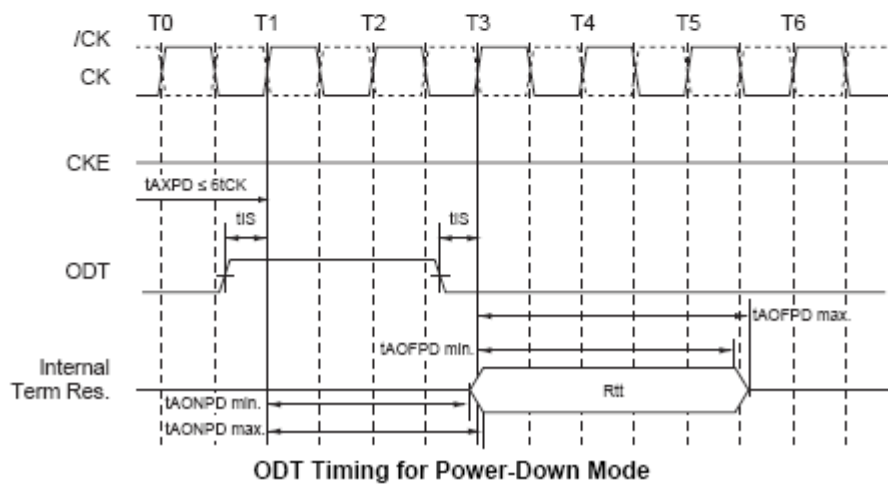 T0 T1 T2 T3 T4 T5 T6
/CK
CK
CKE
tAXPD ≤ 6tCK
tIS tIS
ODT
tAOFPD max.
tAOFPD min.
Internal
Term Res.
Rtt
tAONPD min.
tAONPD max.
ODT Timing for Power-Down Mode